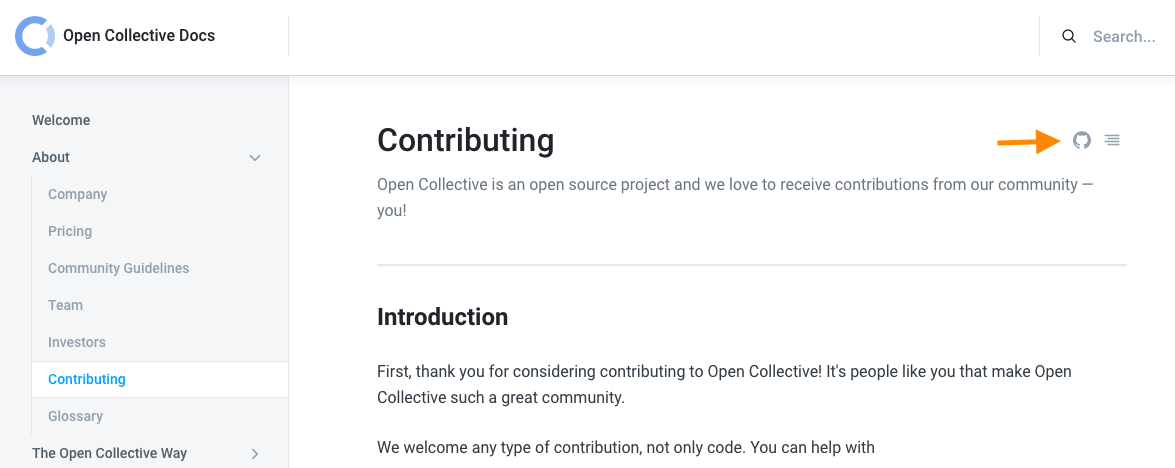 Open Collective Docs
Search...
Welcome
About
Company
Pricing
Community Guidelines
Team
Investors
Contributing
Glossary
The Open Collective Way
Contributing
Open Collective is an open source project and we love to receive contributions from our community —
you!
Introduction
First, thank you for considering contributing to Open Collective! It's people like you that make Open
Collective such a great community.
We welcome any type of contribution, not only code. You can help with